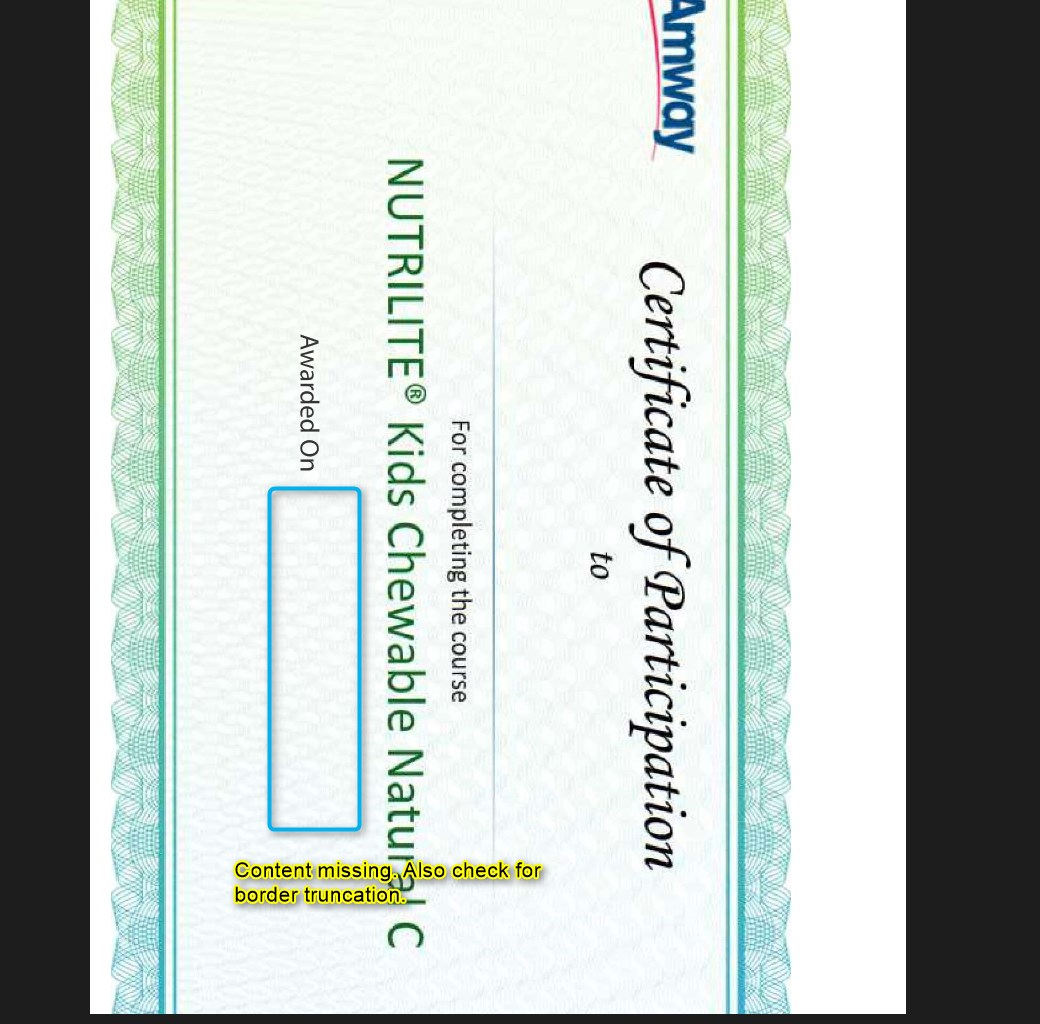 Amway
Certificate of Participation
to
For completing the course
NUTRILITE® Kids Chewable Natural C
Awarded On
Content missing. Also check for
border truncation.